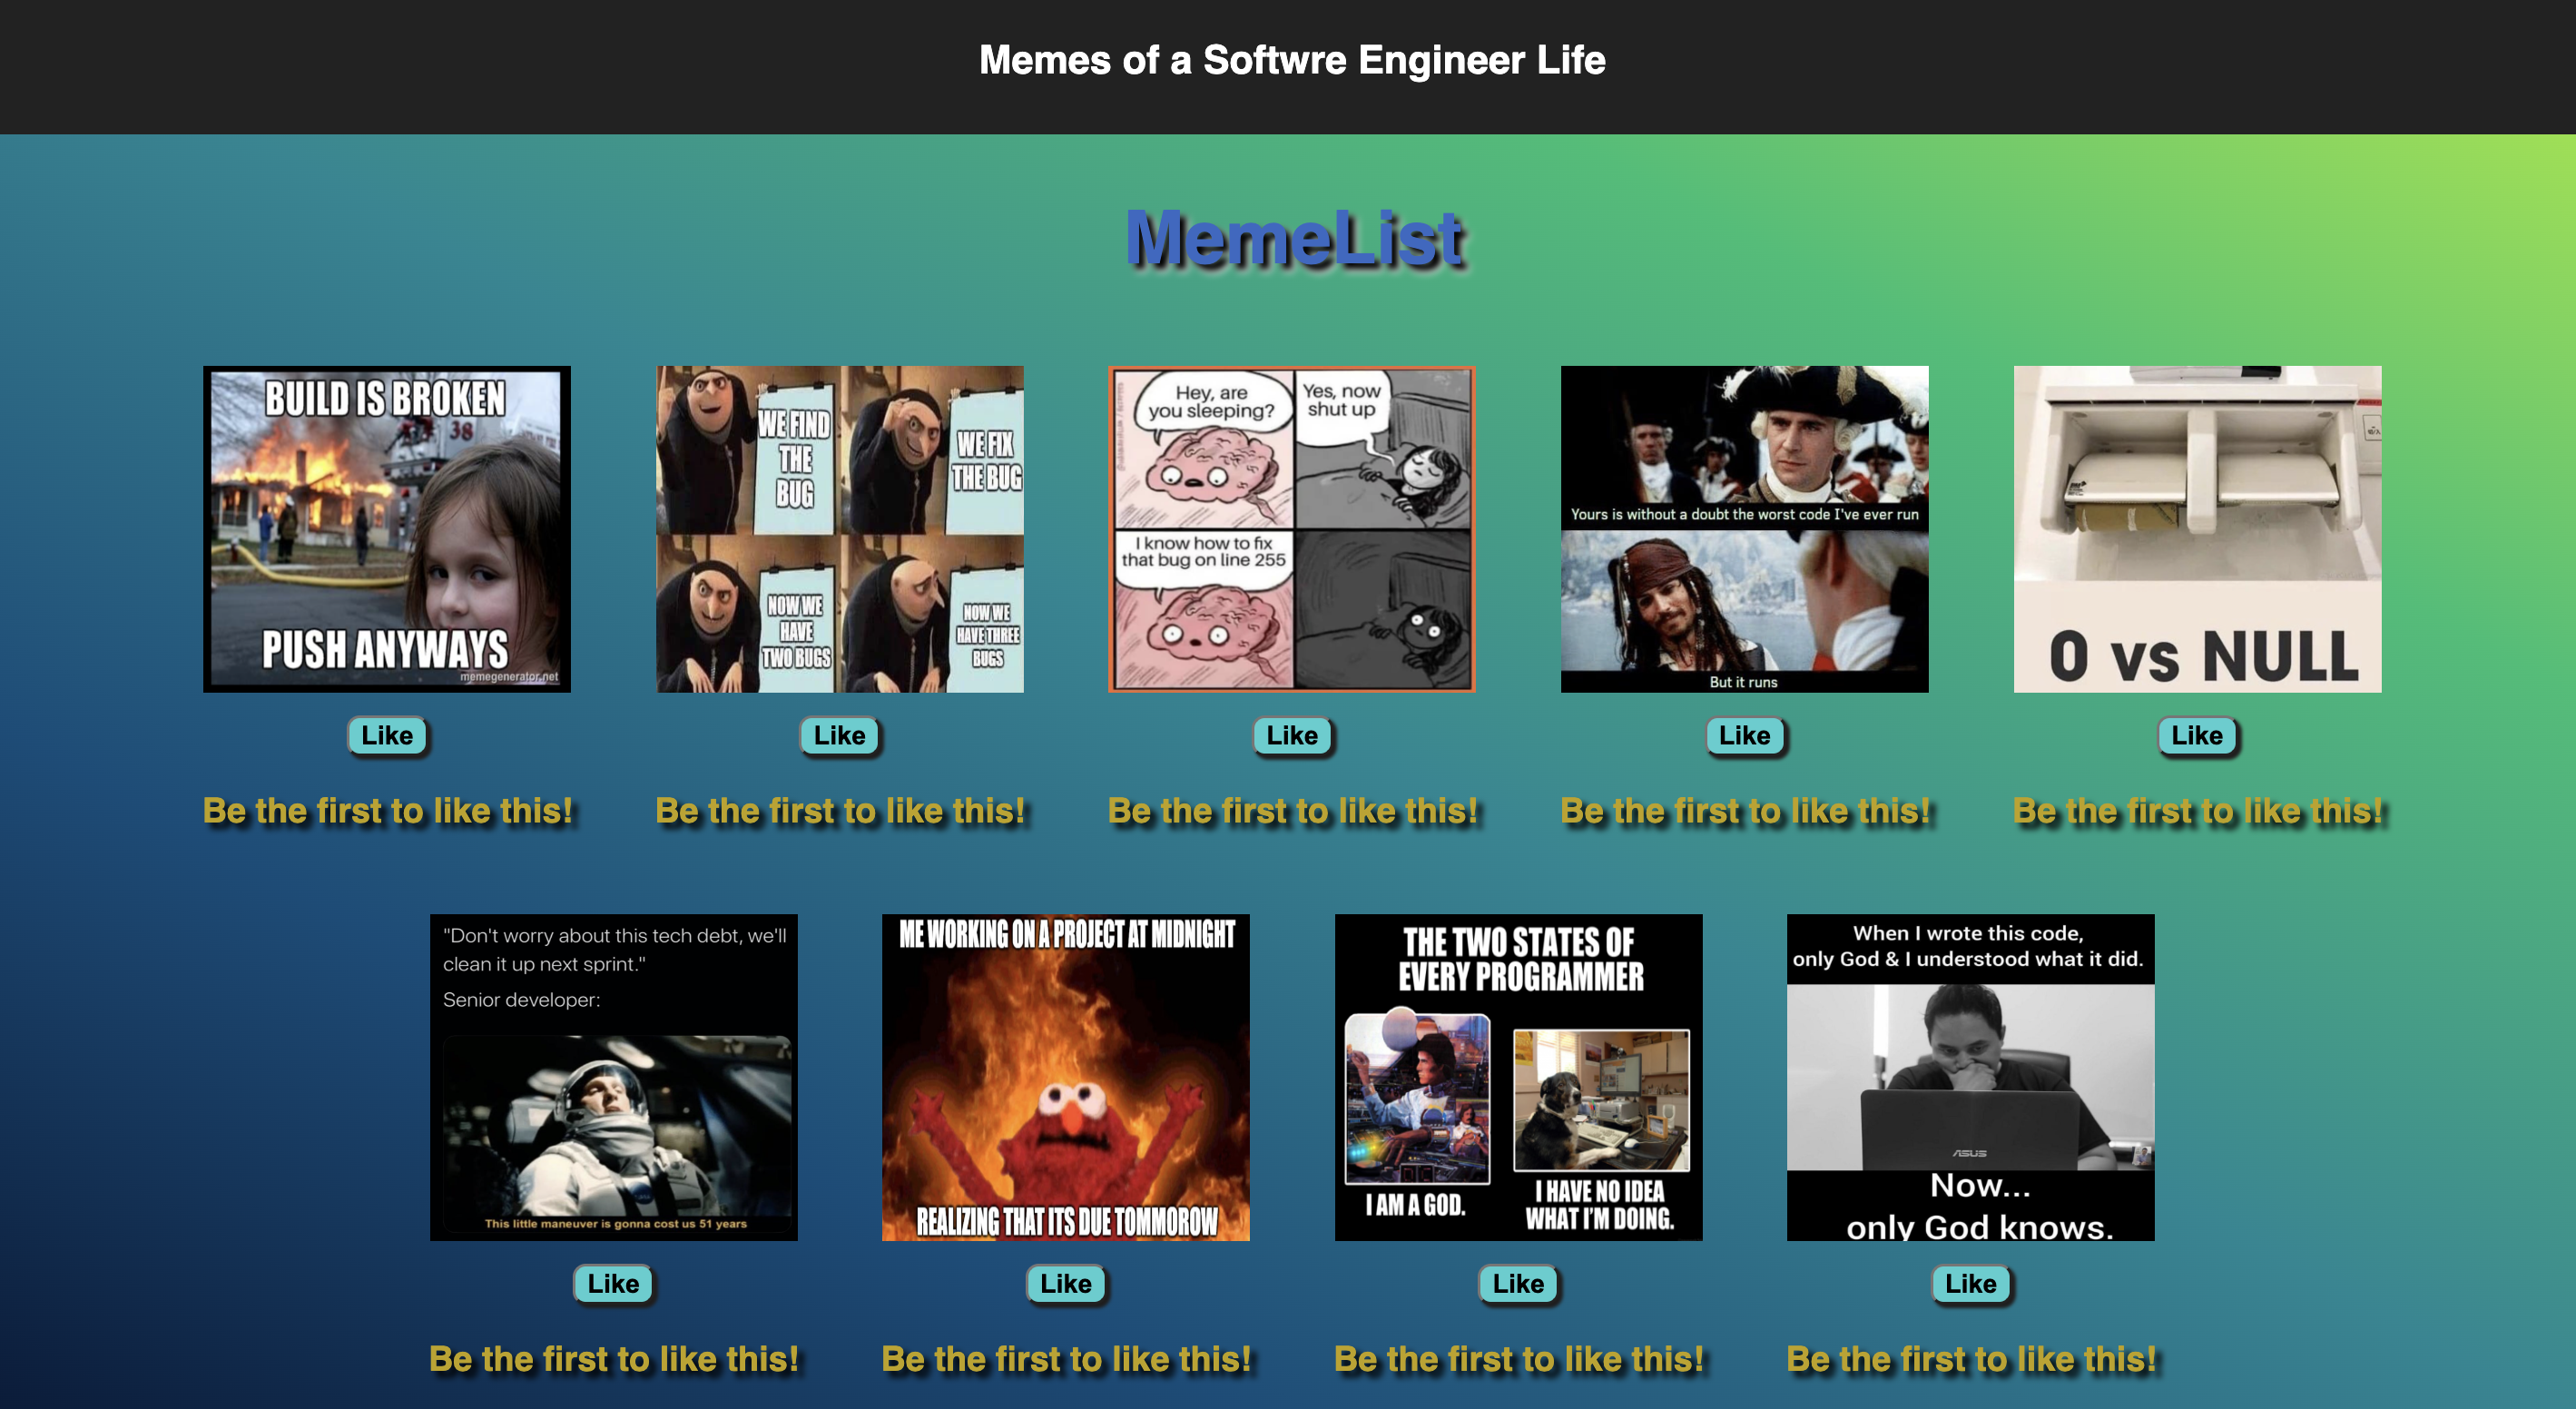 Memes of a Softwre Engineer Life
MemeList
BUILD IS BROKEN
38
PUSH ANYWAYS
memegenerator.net
WE FIND
THE
BUG
WE FIX
THE BUG
NOW WE
HAVE
TWO BUGS
NOW WE
HAVE THREE
BUGS
Hey, are
you sleeping?
Yes, now
shut up
I know how to fix
that bug on line 255
Yours is without a doubt the worst code I've ever run
But it runs
0 vs NULL
Like
Like
Like
Like
Like
Be the first to like this!
Be the first to like this!
Be the first to like this!
Be the first to like this!
Be the first to like this!
"Don't worry about this tech debt, we'll
clean it up next sprint."
Senior developer:
This little maneuver is gonna cost us 51 years
ME WORKING ON A PROJECT AT MIDNIGHT
REALIZING THAT ITS DUE TOMMOROW
THE TWO STATES OF
EVERY PROGRAMMER
I AM A GOD.
I HAVE NO IDEA
WHAT I'M DOING.
When I wrote this code,
only God & I understood what it did.
ASUS
Now...
only God knows.
Like
Like
Like
Like
Be the first to like this!
Be the first to like this!
Be the first to like this!
Be the first to like this!